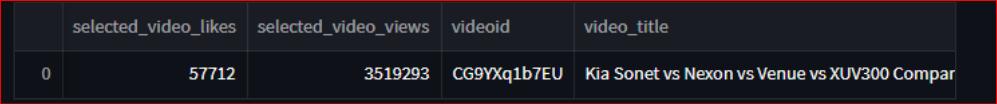 selected_video_likes selected_video_views videoid video_title
0 57712 3519293 CG9YXq1b7EU Kia Sonet vs Nexon vs Venue vs XUV300 Compar